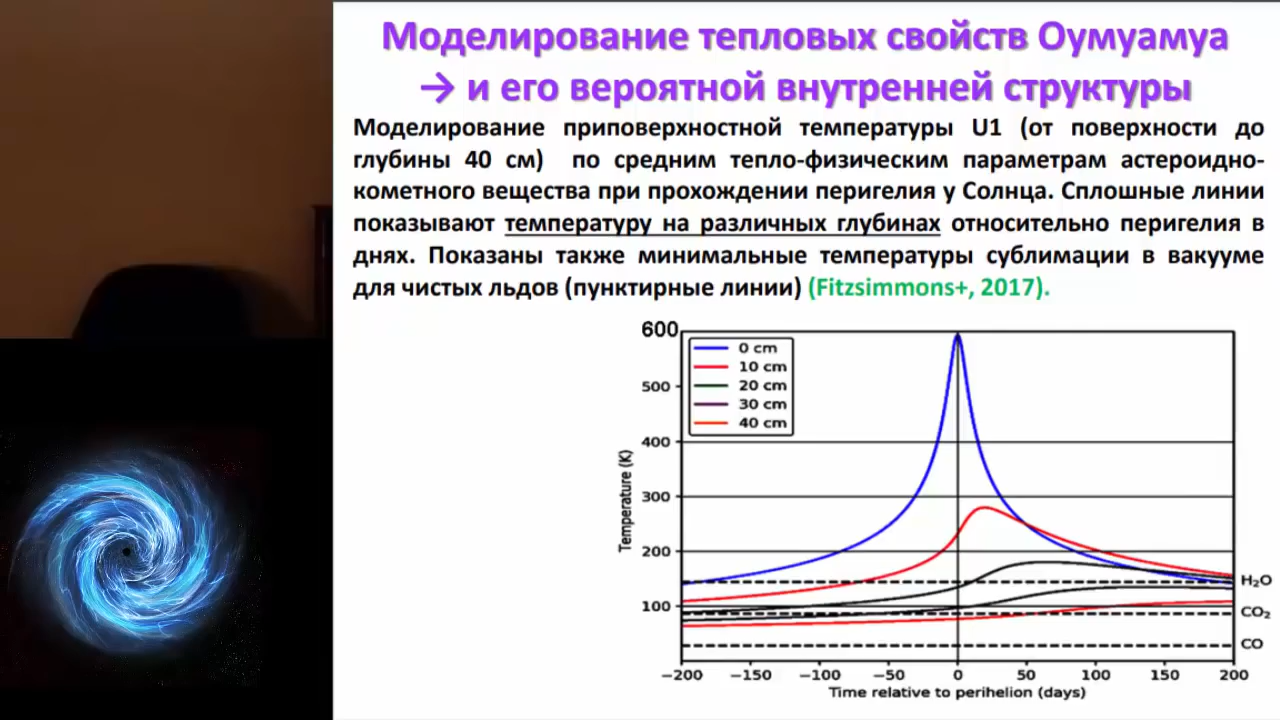 Моделирование тепловых свойств Оумуамуа
→ и его вероятной внутренней структуры
Моделирование приповерхностной температуры U1 (от поверхности до
глубины 40 см) по средним тепло-физическим параметрам астероидно-
кометного вещества при прохождении перигелия у Солнца. Сплошные линии
показывают температуру на различных глубинах относительно перигелия в
днях. Показаны также минимальные температуры сублимации в вакууме
для чистых льдов (пунктирные линии) (Fitzsimmons+, 2017).
600
500
400
300
200
100
Temperature (K)
0 cm
10 cm
20 cm
30 cm
40 cm
H₂O
CO₂
CO
−200 −150 −100 −50 0 50 100 150 200
Time relative to perihelion (days)